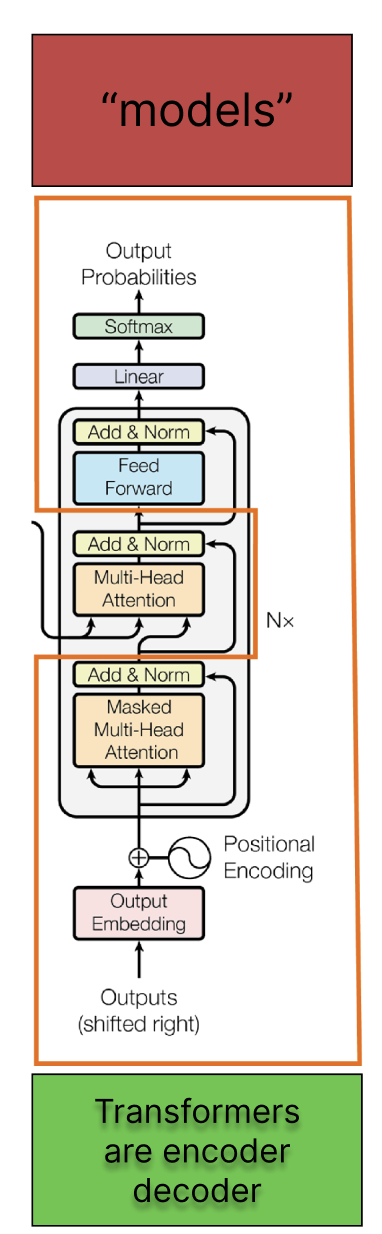 “models”
Output
Probabilities
Softmax
Linear
Add & Norm
Feed
Forward
Add & Norm
Multi-Head
Attention
N×
Add & Norm
Masked
Multi-Head
Attention
Positional
Encoding
Output
Embedding
Outputs
(shifted right)
Transformers
are encoder
decoder